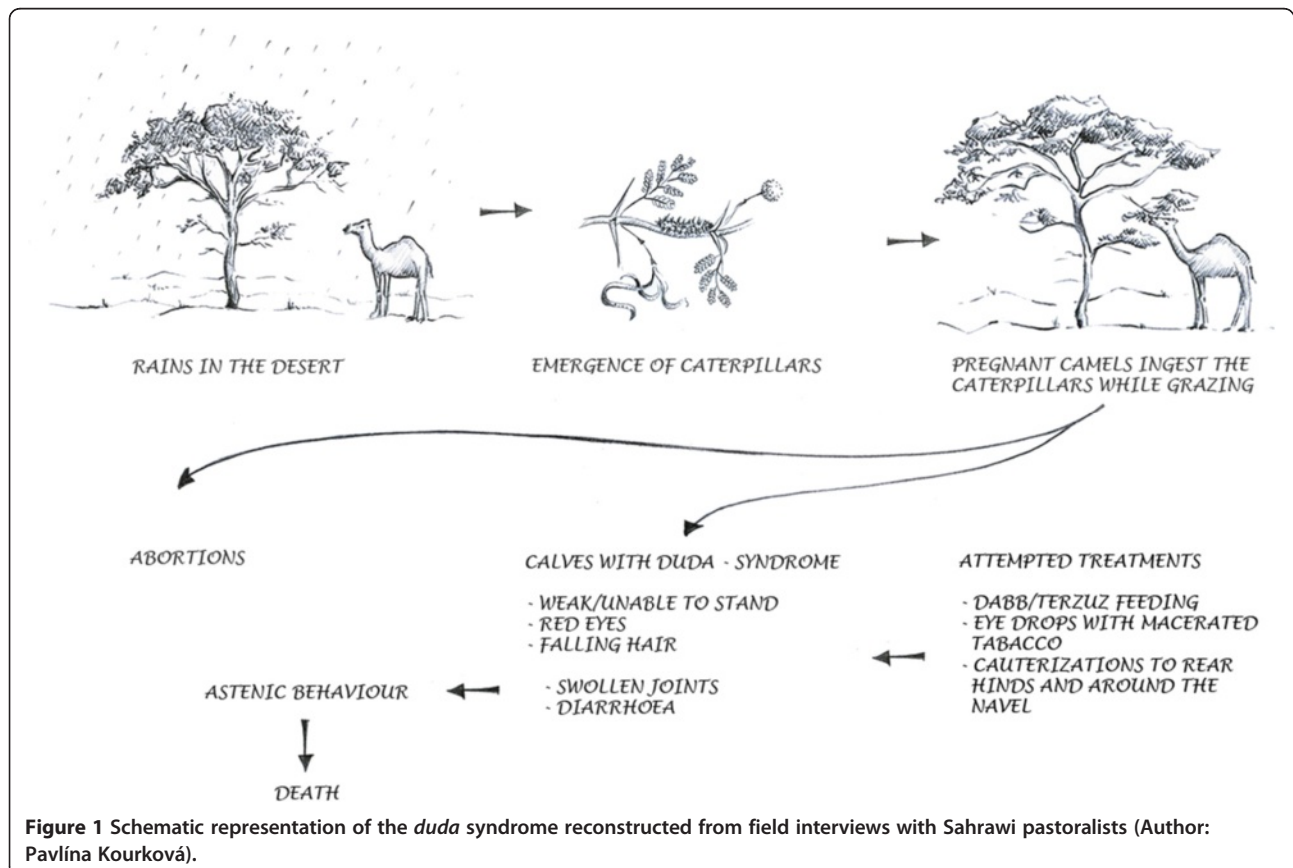 RAINS IN THE DESERT
EMERGENCE OF CATERPILLARS
PREGNANT CAMELS INGEST THE
CATERPILLARS WHILE GRAZING
ABORTIONS
CALVES WITH DUDA - SYNDROME
- WEAK/UNABLE TO STAND
- RED EYES
- FALLING HAIR
- SWOLLEN JOINTS
- DIARRHOEA
ATTEMPTED TREATMENTS
- DABB/TERZUZ FEEDING
- EYE DROPS WITH MACERATED
TABACCO
- CAUTERIZATIONS TO REAR
HINDS AND AROUND THE
NAVEL
ASTENIC BEHAVIOUR
DEATH
Figure 1 Schematic representation of the duda syndrome reconstructed from field interviews with Sahrawi pastoralists (Author:
Pavlína Kourková).